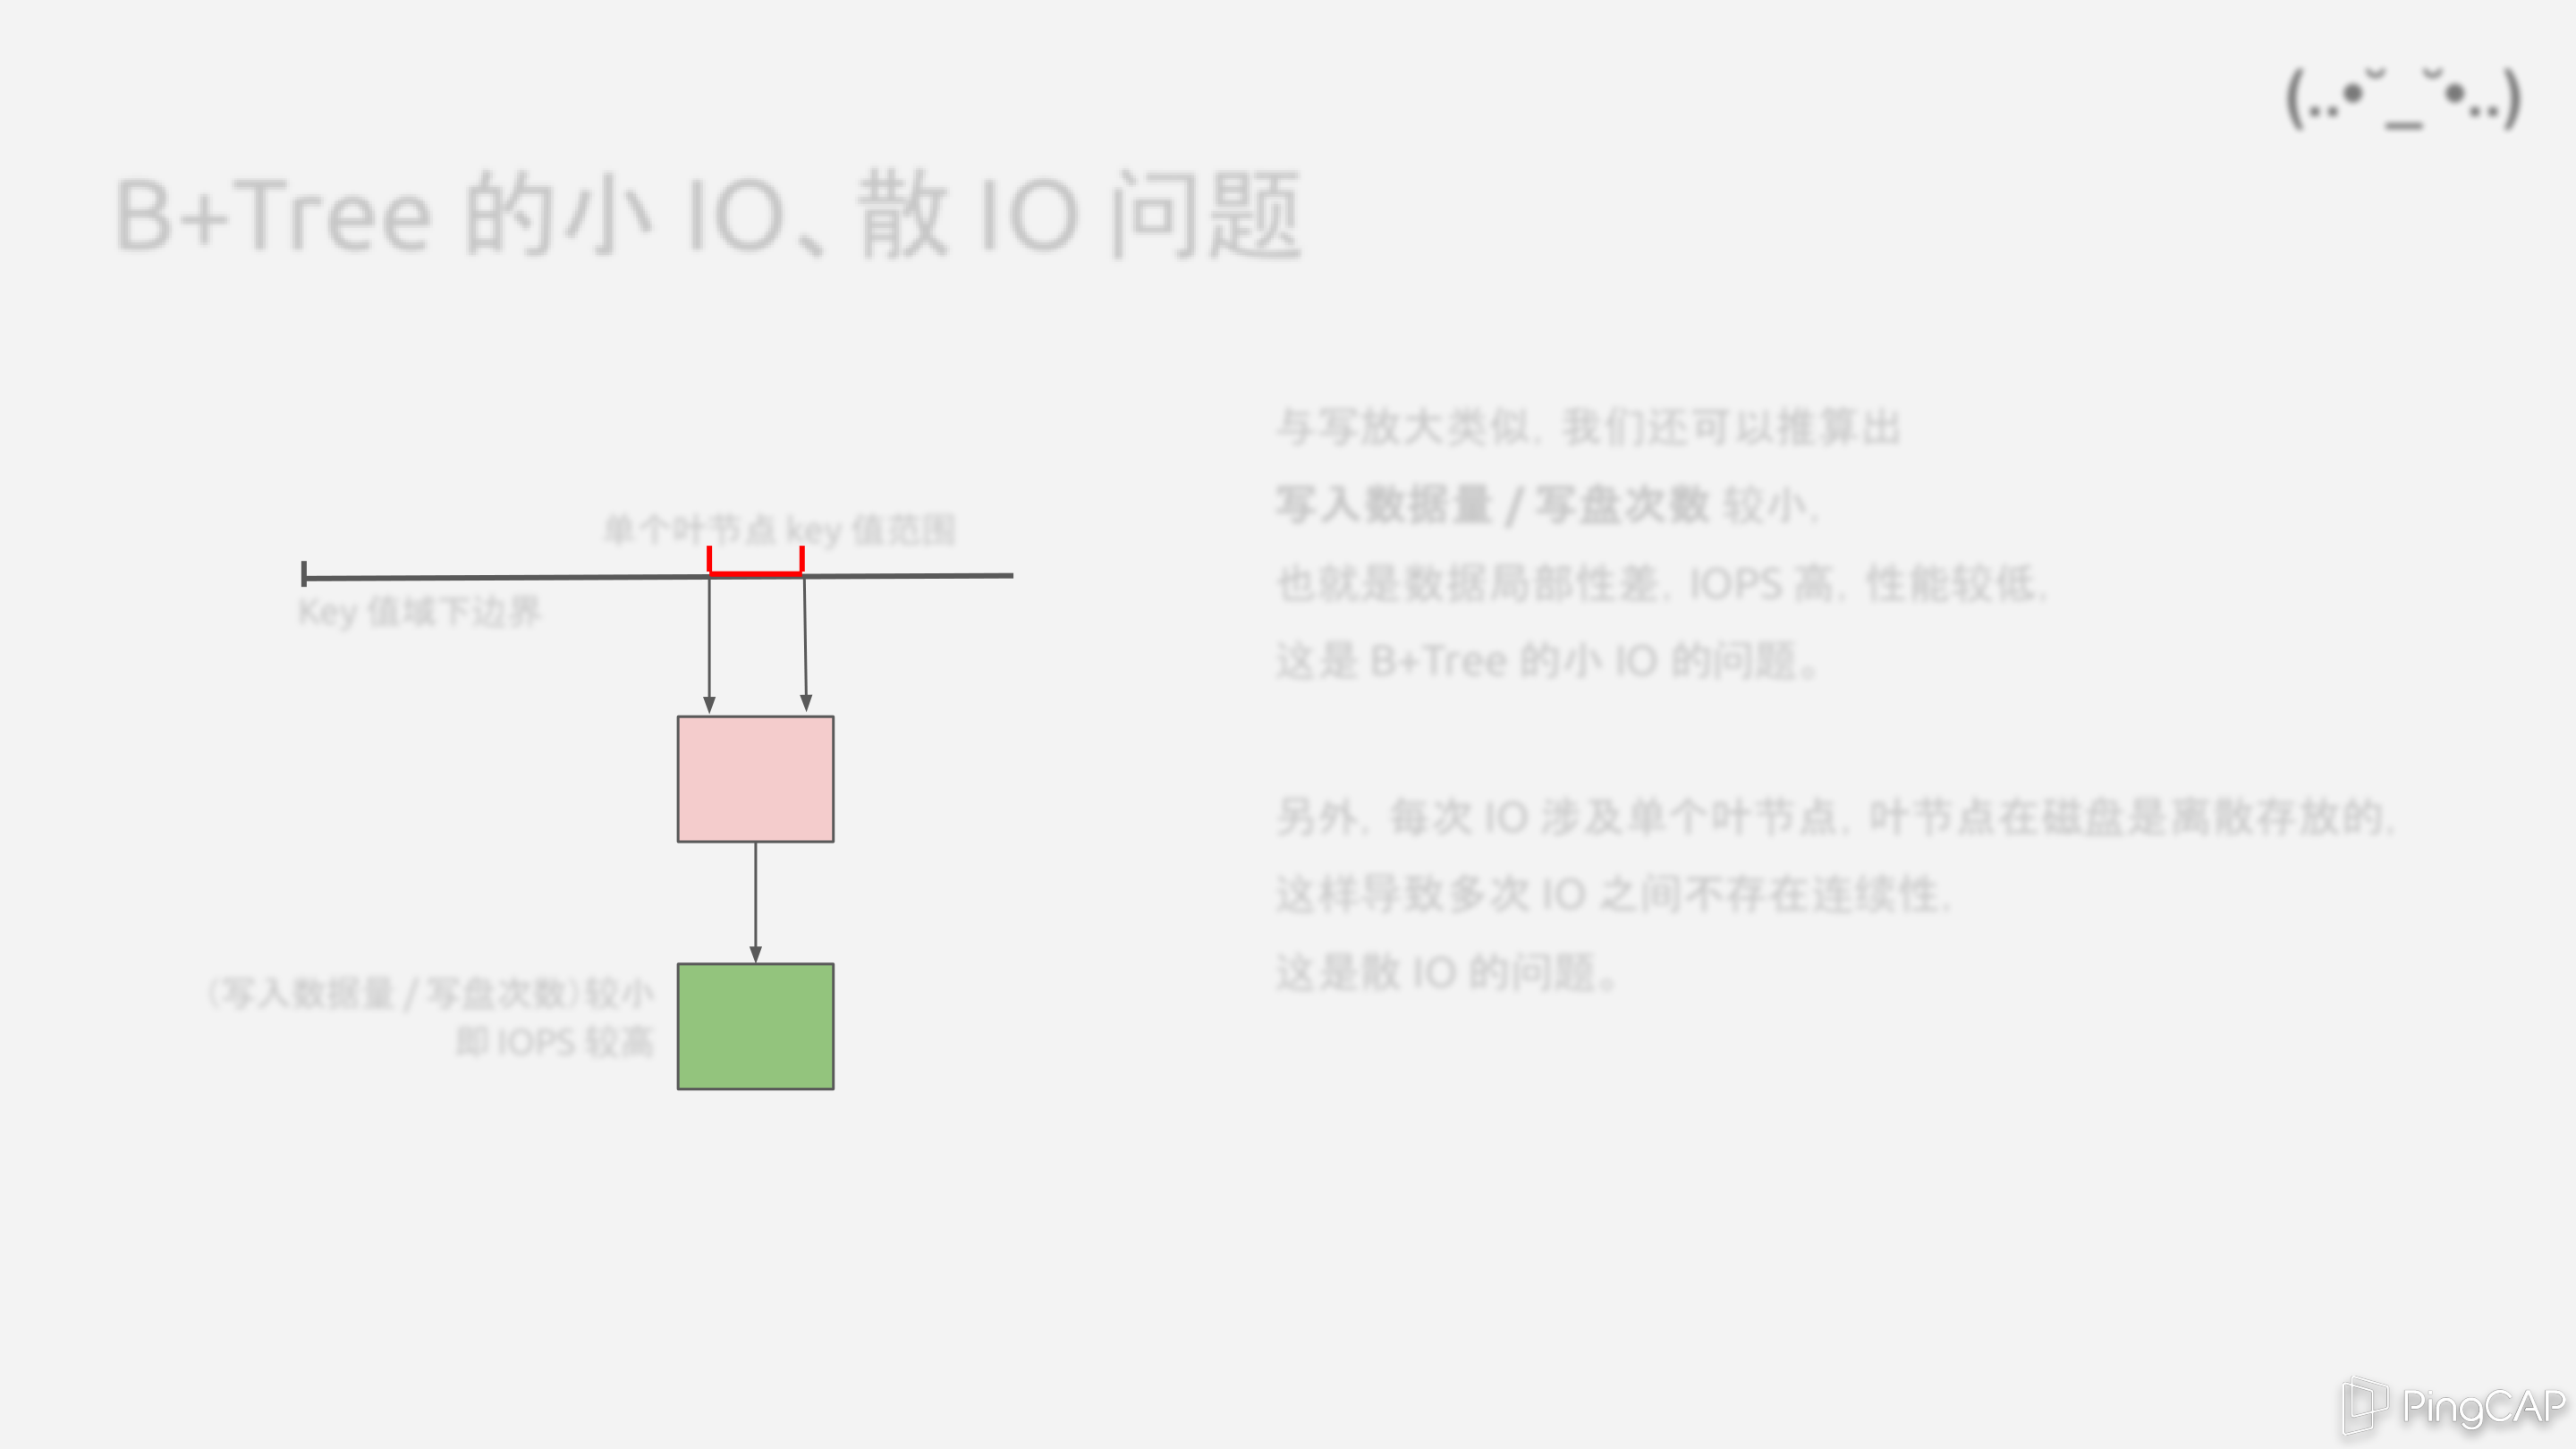 (..•˘_˘•..)
B+Tree 的小 IO、散 IO 问题
单个叶节点 key 值范围
Key 值域下边界
（写入数据量 / 写盘次数）较小
即 IOPS 较高
与写放大类似，我们还可以推算出
写入数据量 / 写盘次数 较小，
也就是数据局部性差，IOPS 高，性能较低，
这是 B+Tree 的小 IO 的问题。
另外，每次 IO 涉及单个叶节点，叶节点在磁盘是离散存放的，
这样导致多次 IO 之间不存在连续性，
这是散 IO 的问题。
PingCAP